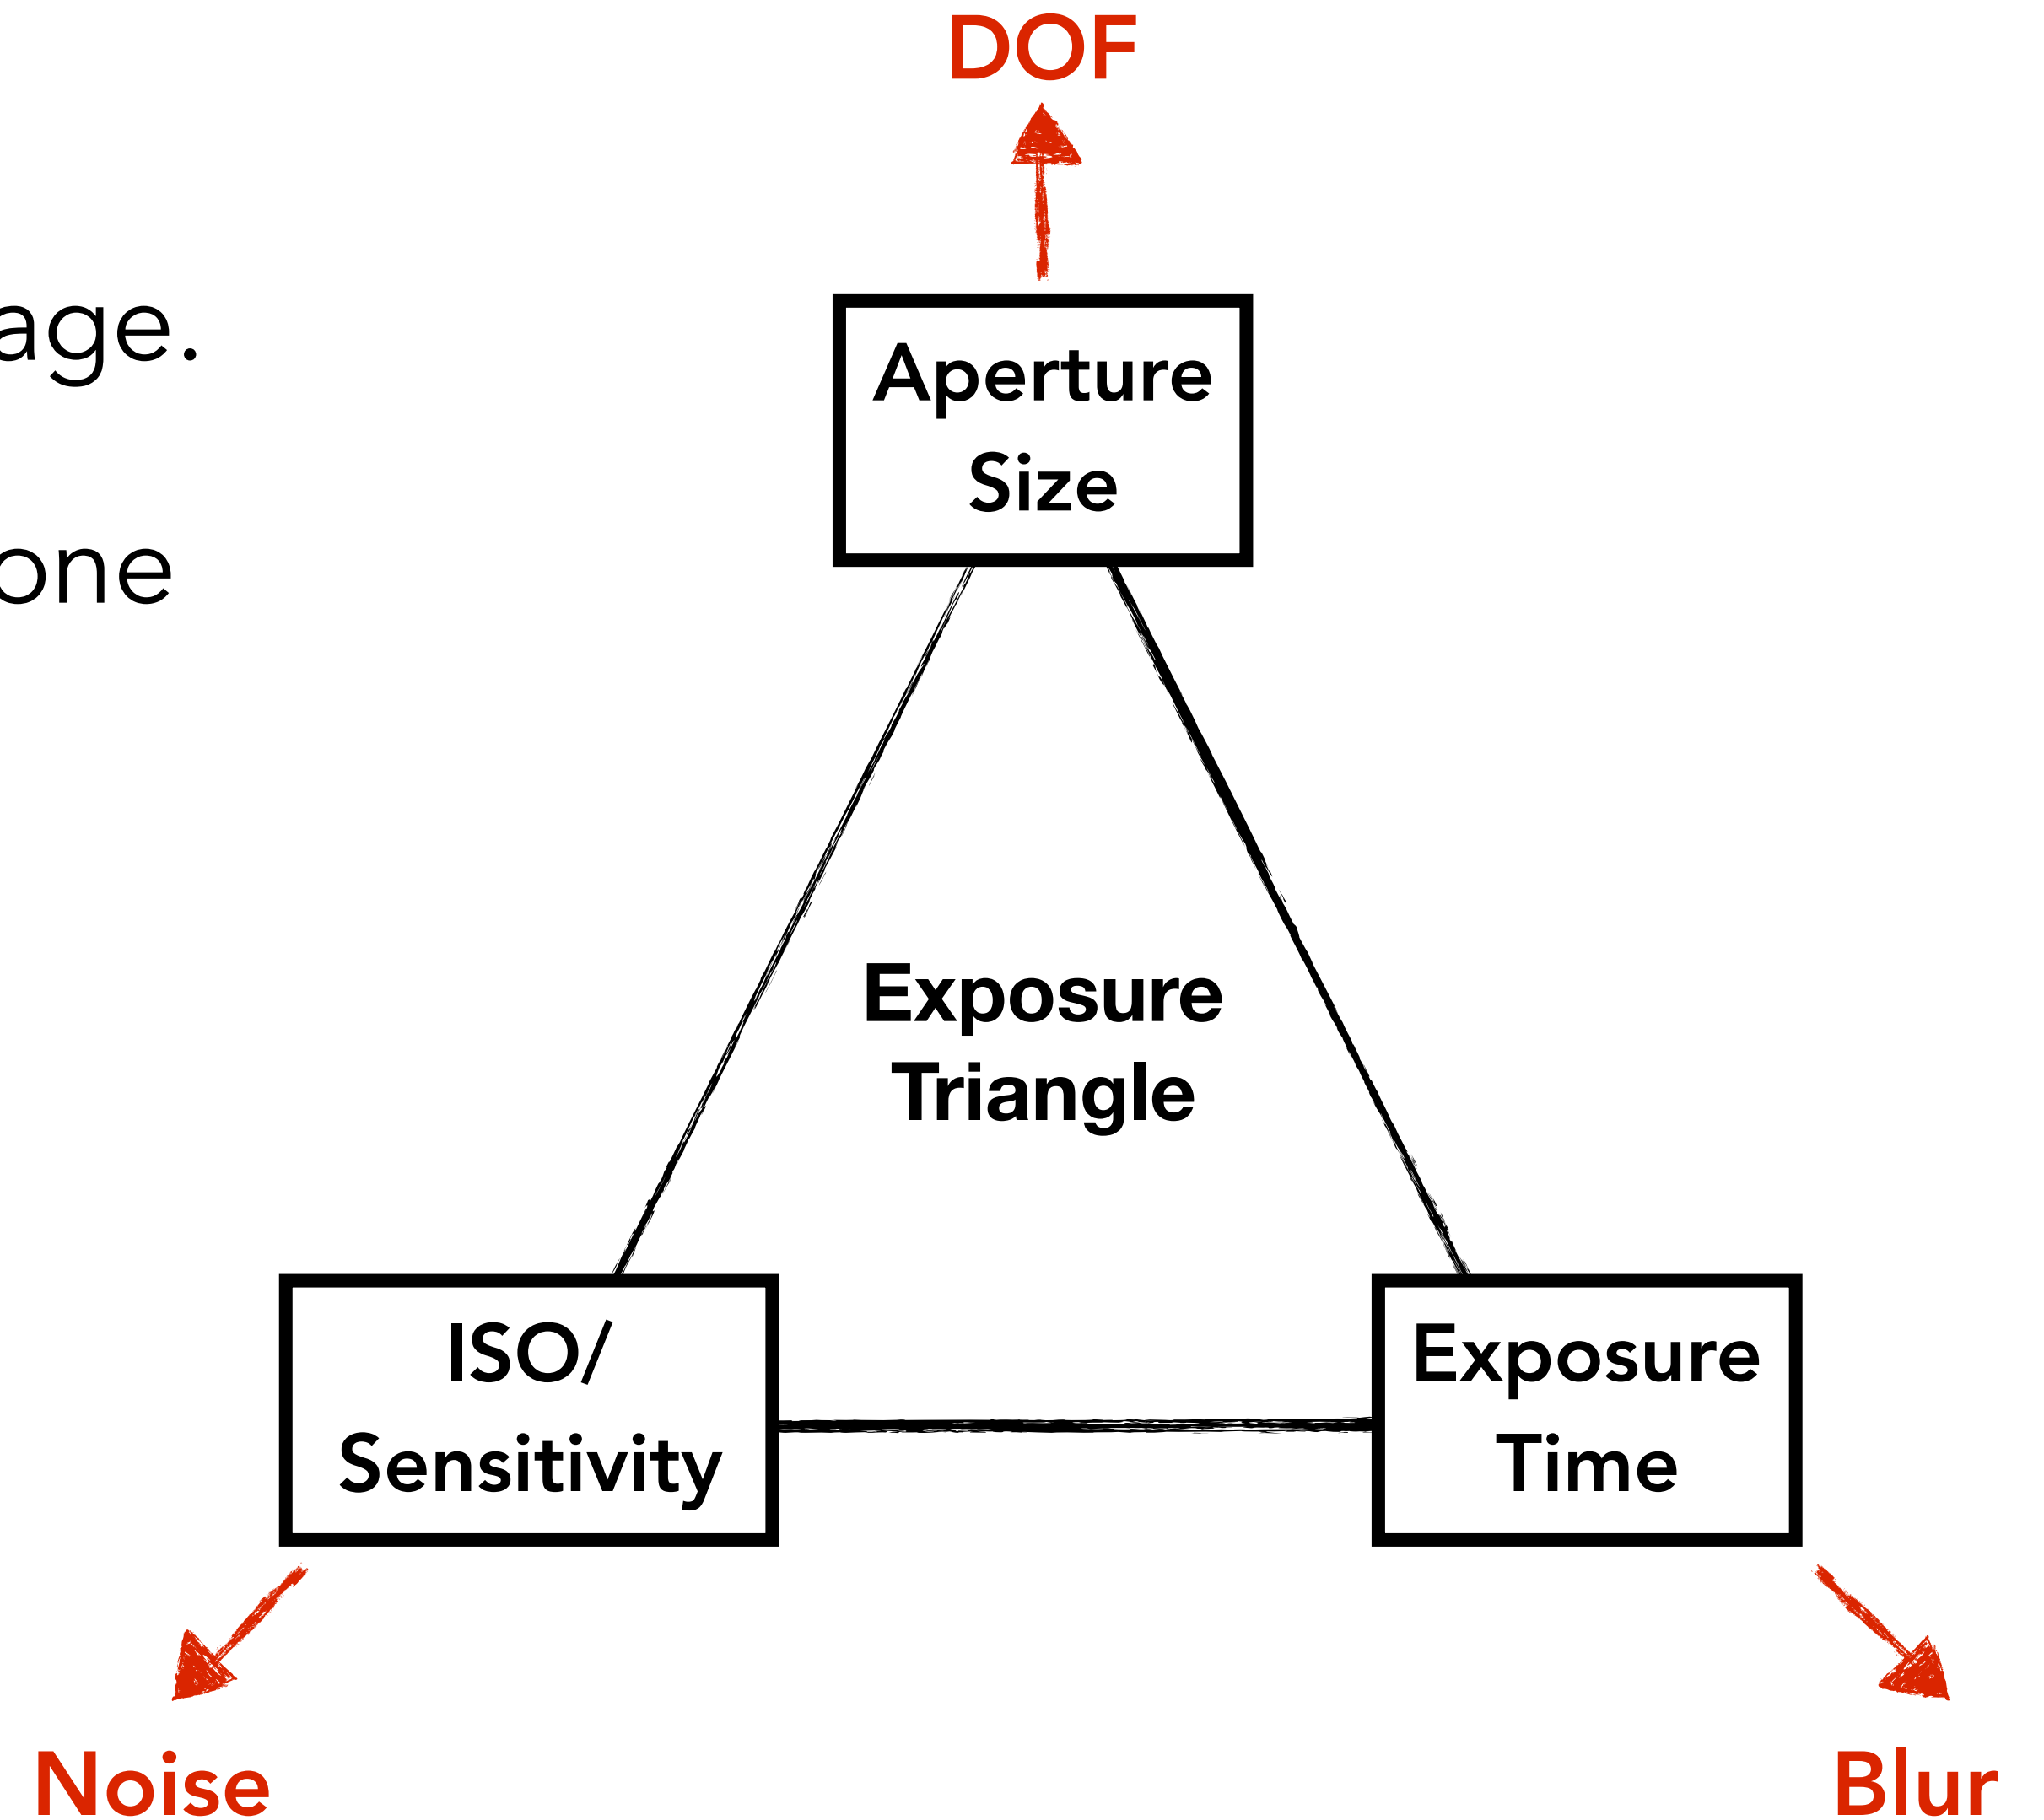 DOF
age.
Aperture
Size
one
Exposure
Triangle
ISO/
Sensitivity
Exposure
Time
Noise
Blur